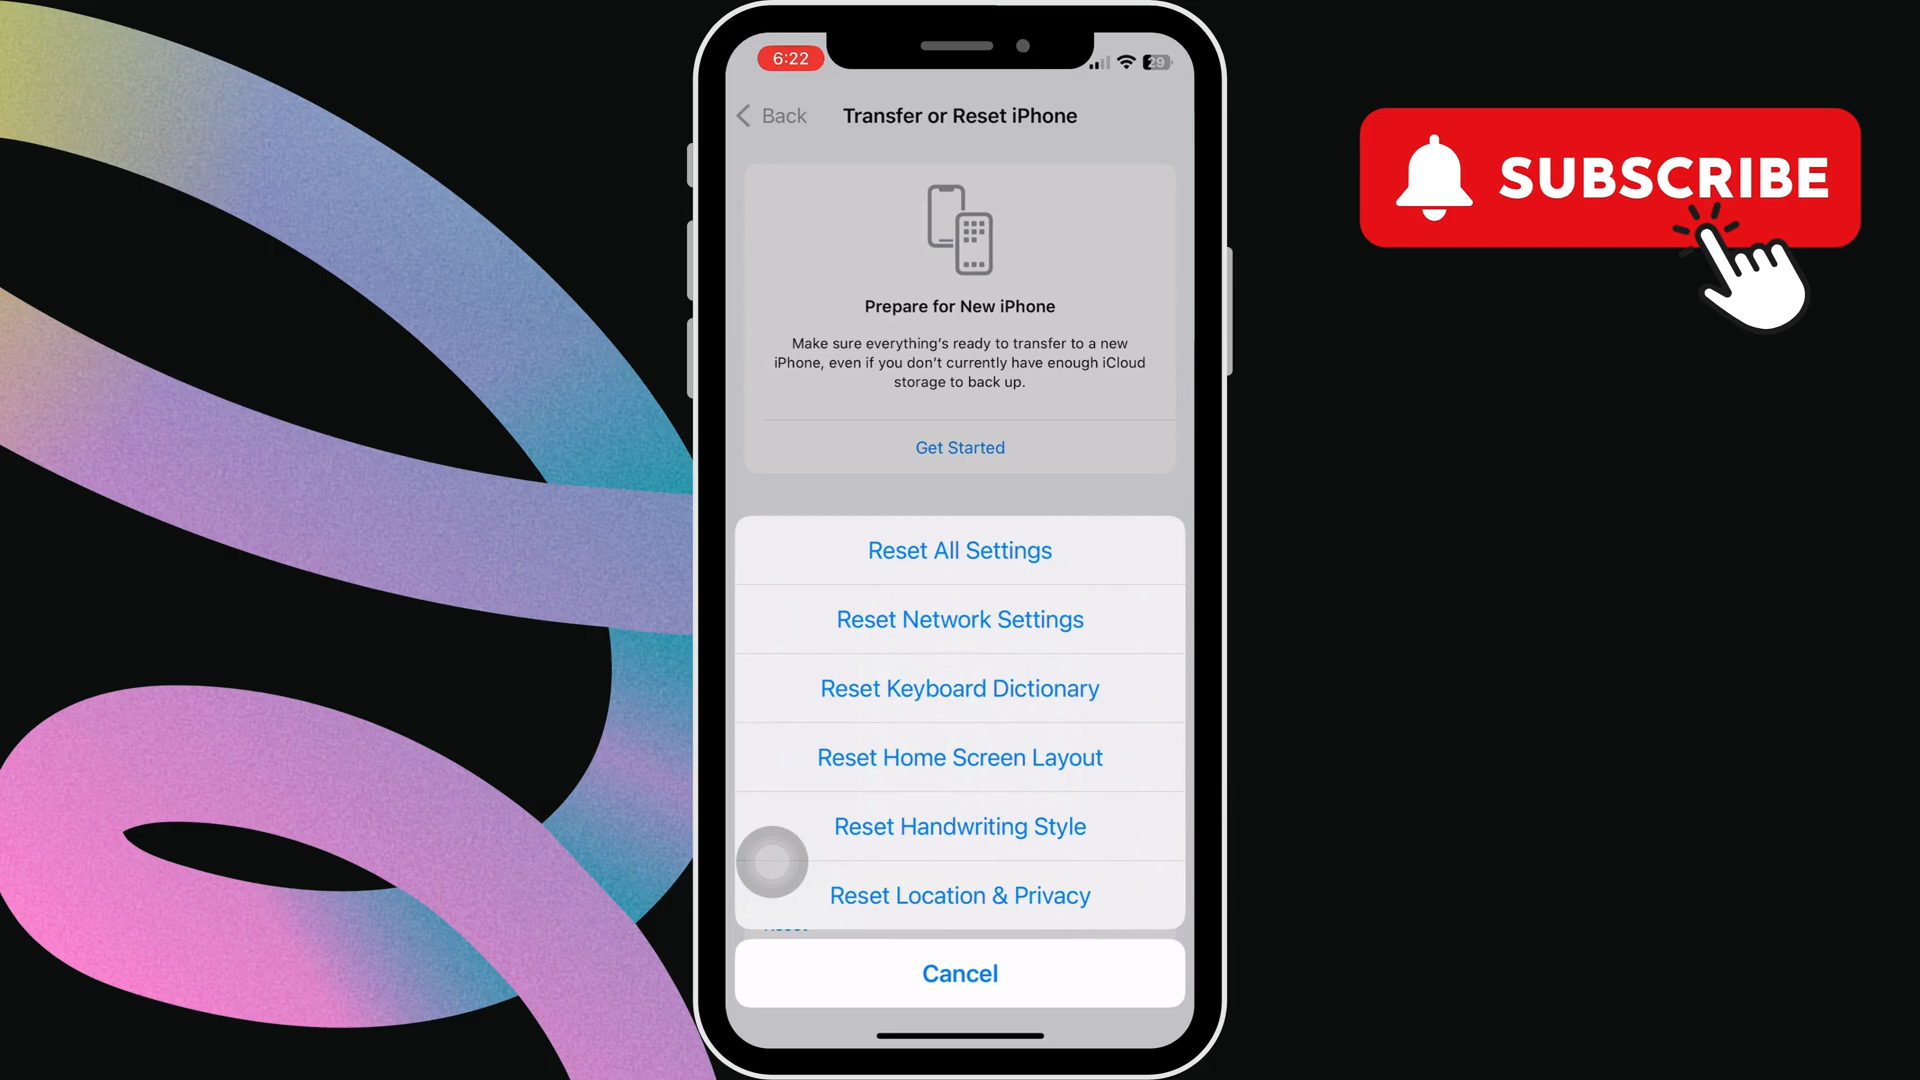 6:22
29
Back
Transfer or Reset iPhone
SUBSCRIBE
Prepare for New iPhone
Make sure everything's ready to transfer to a new
iPhone, even if you don't currently have enough iCloud
storage to back up.
Get Started
Reset All Settings
Reset Network Settings
Reset Keyboard Dictionary
Reset Home Screen Layout
Reset Handwriting Style
Reset Location & Privacy
Cancel